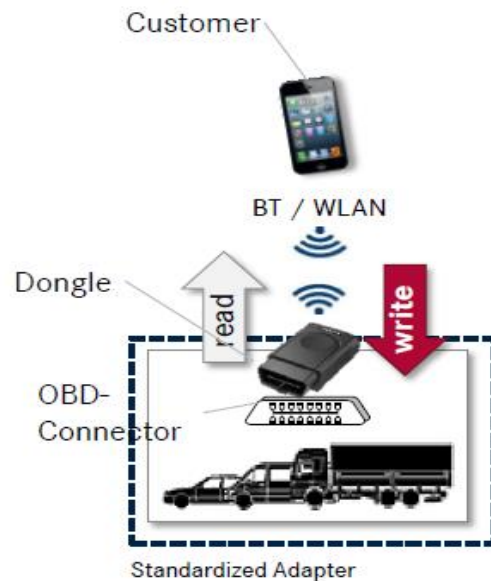 Customer
BT / WLAN
Dongle
read
write
OBD-
Connector
Standardized Adapter